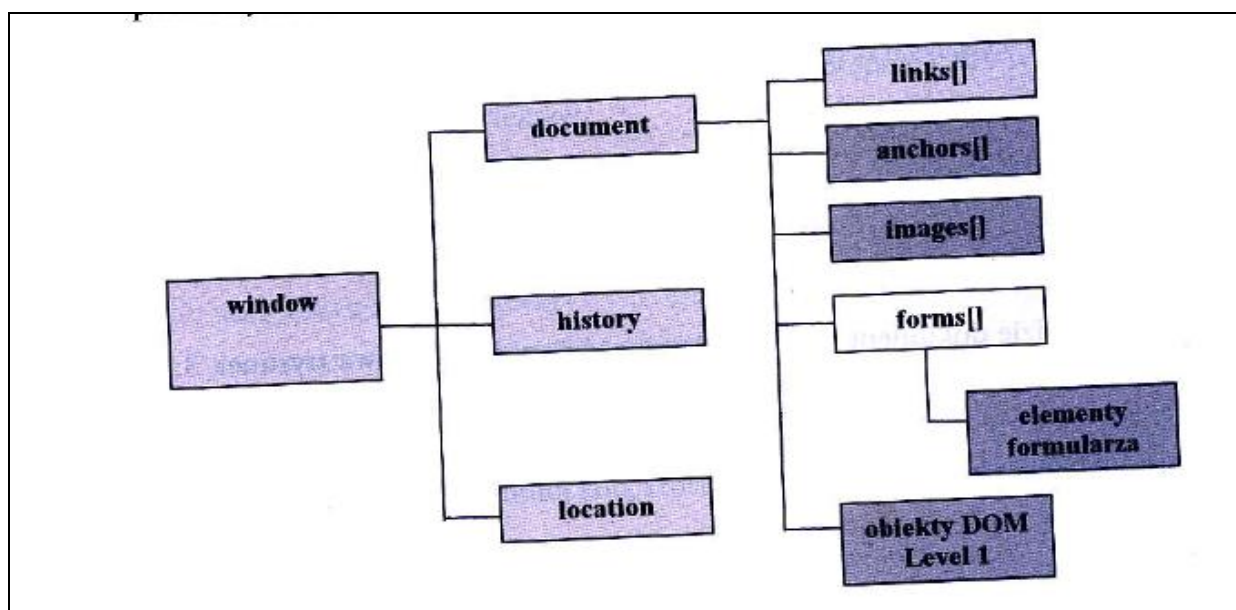 links[]
document
anchors[]
images[]
window
history
forms[]
elementy
formularza
location
obiekty DOM
Level 1